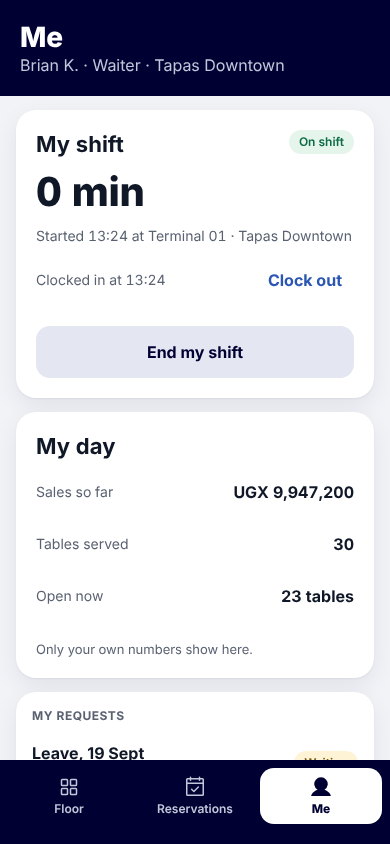 Me
Brian K. · Waiter · Tapas Downtown
My shift
On shift
0 min
Started 13:24 at Terminal 01 · Tapas Downtown
Clocked in at 13:24
Clock out
End my shift
My day
Sales so far
UGX 9,947,200
Tables served
30
Open now
23 tables
Only your own numbers show here.
MY REQUESTS
Leave, 19 Sept
Floor
Reservations
Me